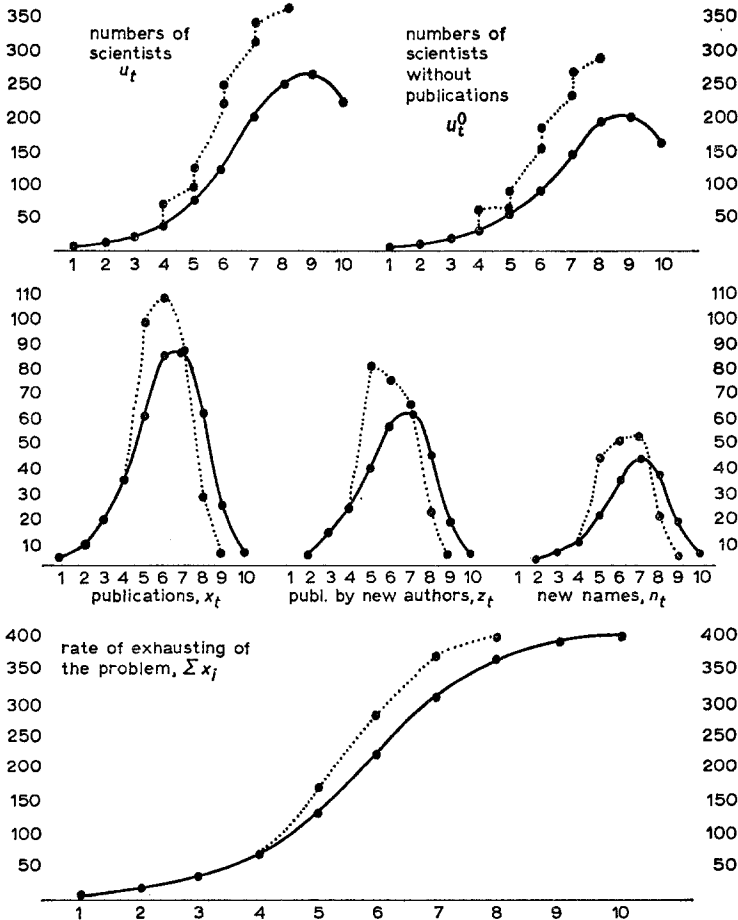 350
300
250
200
150
100
50
numbers of
scientists
u_t
numbers of
scientists
without
publications
u_t^0
350
300
250
200
150
100
50
1 2 3 4 5 6 7 8 9 10
1 2 3 4 5 6 7 8 9 10
110
100
90
80
70
60
50
40
30
20
10
110
100
90
80
70
60
50
40
30
20
10
1 2 3 4 5 6 7 8 9 10
1 2 3 4 5 6 7 8 9 10
1 2 3 4 5 6 7 8 9 10
publications, x_t
publ. by new authors, z_t
new names, n_t
400
350
300
250
200
150
100
50
rate of exhausting of
the problem, Σ x_i
400
350
300
250
200
150
100
50
1 2 3 4 5 6 7 8 9 10